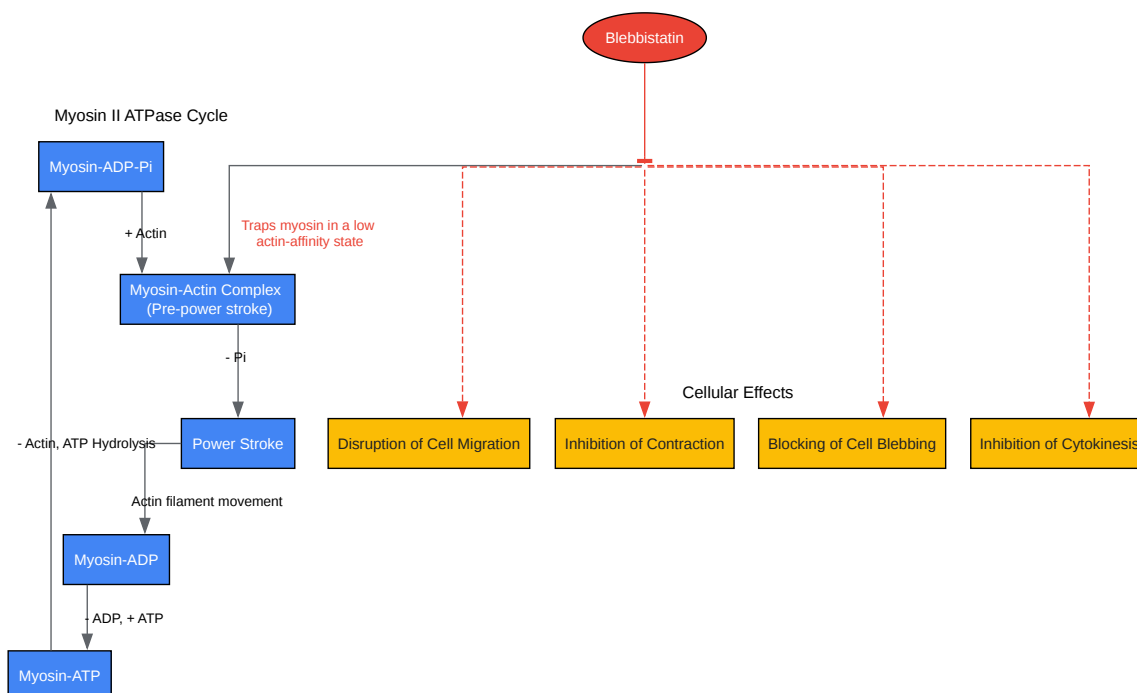 Blebbistatin
Myosin II ATPase Cycle
Myosin-ADP-Pi
+ Actin
Traps myosin in a low
actin-affinity state
Myosin-Actin Complex
(Pre-power stroke)
- Pi
Cellular Effects
- Actin, ATP Hydrolysis
Power Stroke
Disruption of Cell Migration
Inhibition of Contraction
Blocking of Cell Blebbing
Inhibition of Cytokinesis
Actin filament movement
Myosin-ADP
- ADP, + ATP
Myosin-ATP